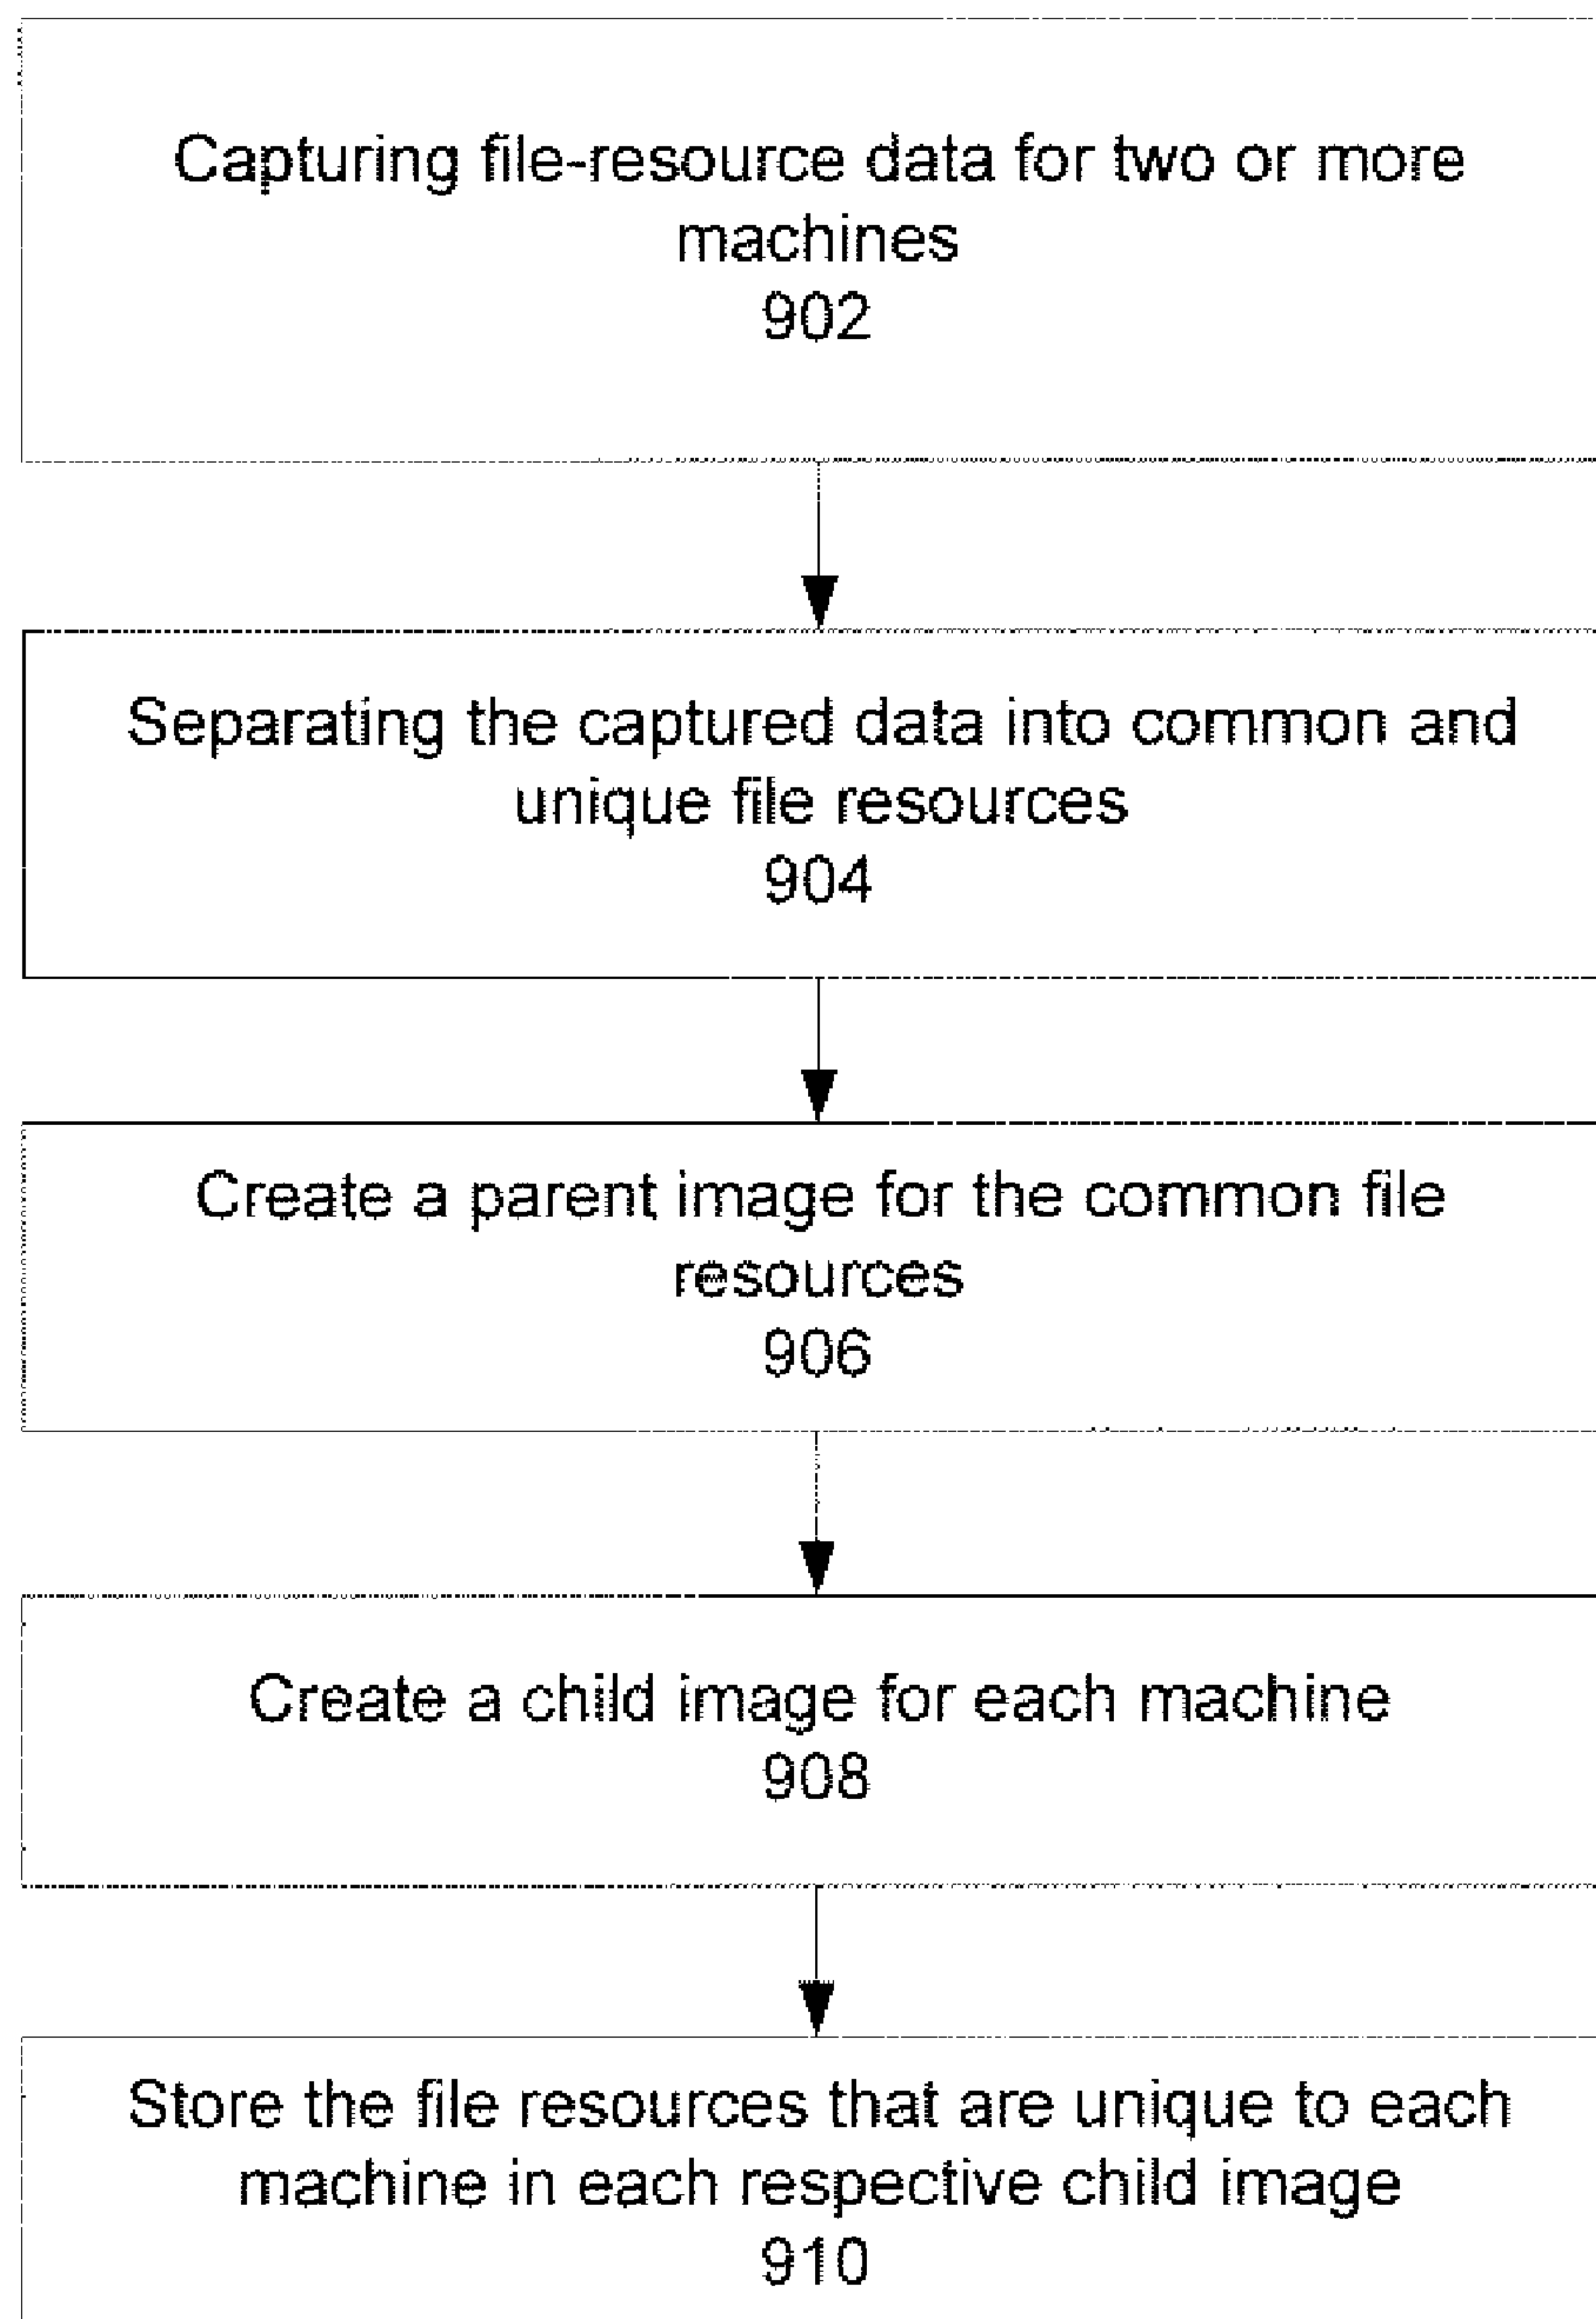 Capturing file-resource data for two or more
machines
902
Separating the captured data into common and
unique file resources
904
Create a parent image for the common file
resources
906
Create a child image for each machine
908
Store the file resources that are unique to each
machine in each respective child image
910